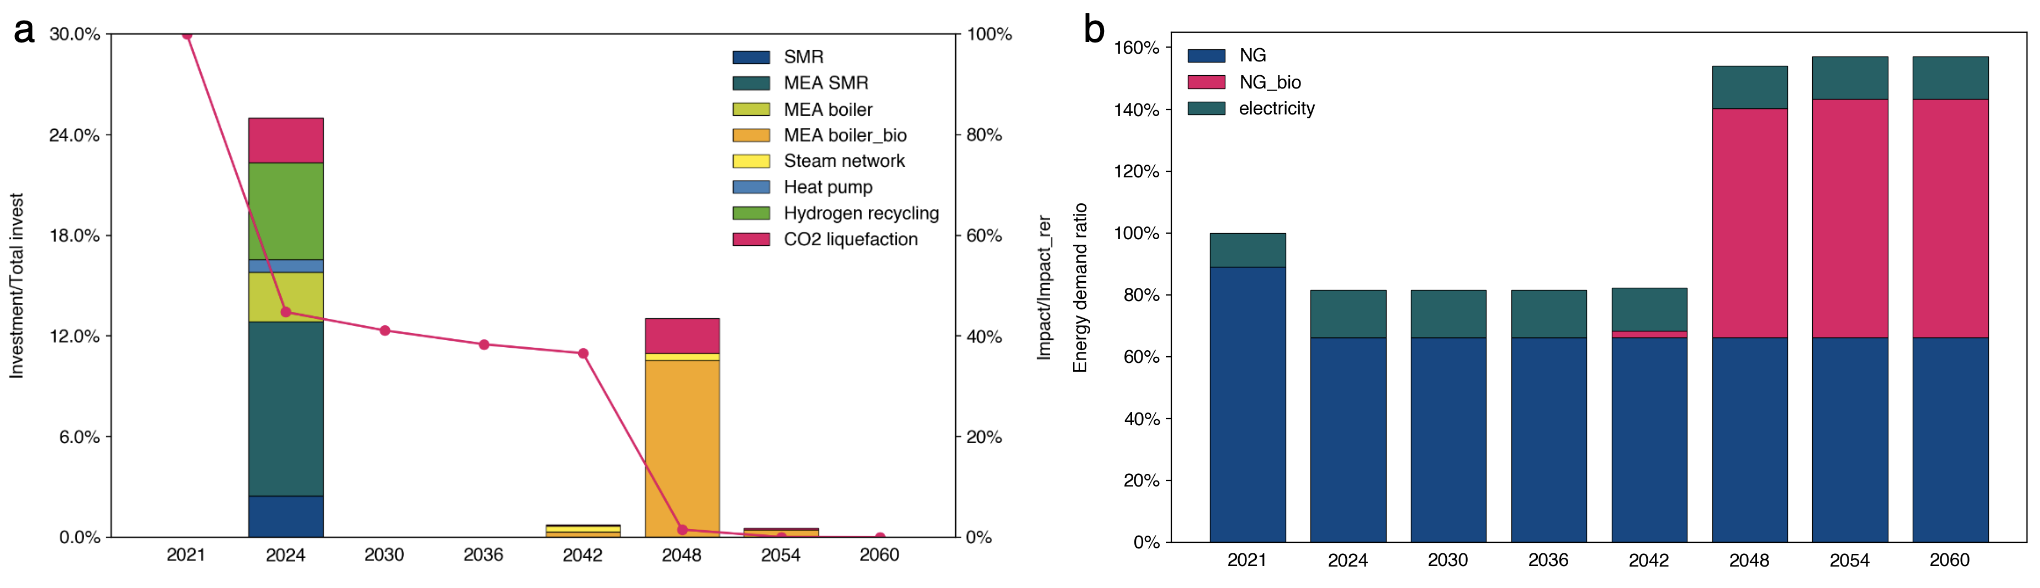 a
30.0%
24.0%
18.0%
12.0%
6.0%
0.0%
Investment/Total invest
100%
80%
60%
40%
20%
0%
Impact/Impact_rer
SMR
MEA SMR
MEA boiler
MEA boiler_bio
Steam network
Heat pump
Hydrogen recycling
CO2 liquefaction
2021 2024 2030 2036 2042 2048 2054 2060
b
160%
140%
120%
100%
80%
60%
40%
20%
0%
Energy demand ratio
NG
NG_bio
electricity
2021 2024 2030 2036 2042 2048 2054 2060